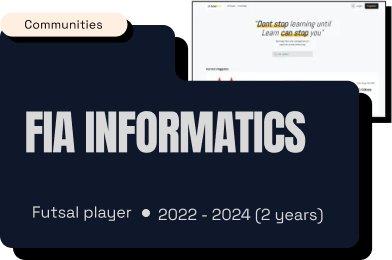 Communities
"Dont stop learning until
Learn can stop you"
FIA INFORMATICS
Futsal player • 2022 - 2024 (2 years)